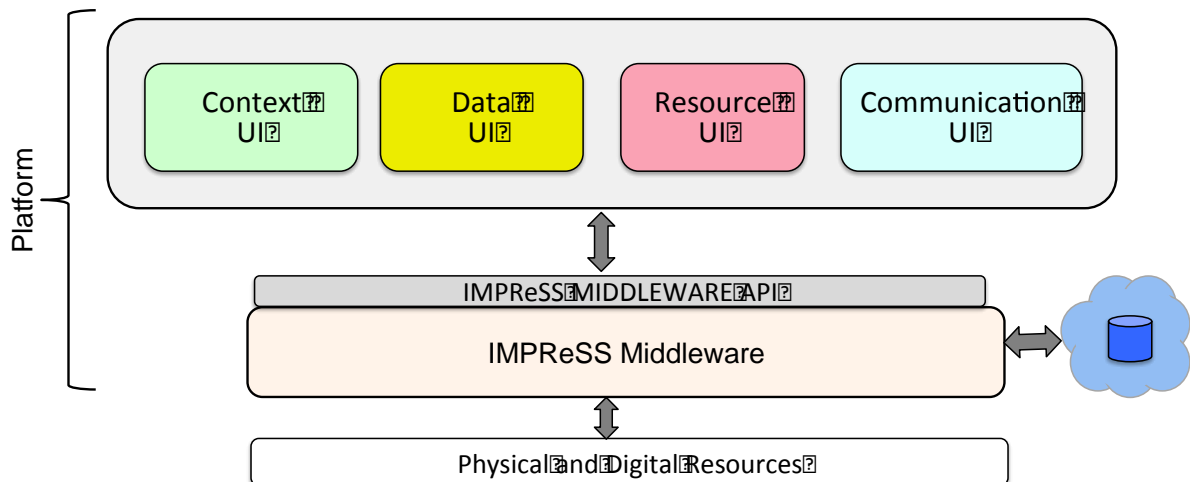 Context
UI
Data
UI
Resource
UI
Communication
UI
Platform
IMPReSS MIDDLEWARE API
IMPReSS Middleware
Physical and Digital Resources